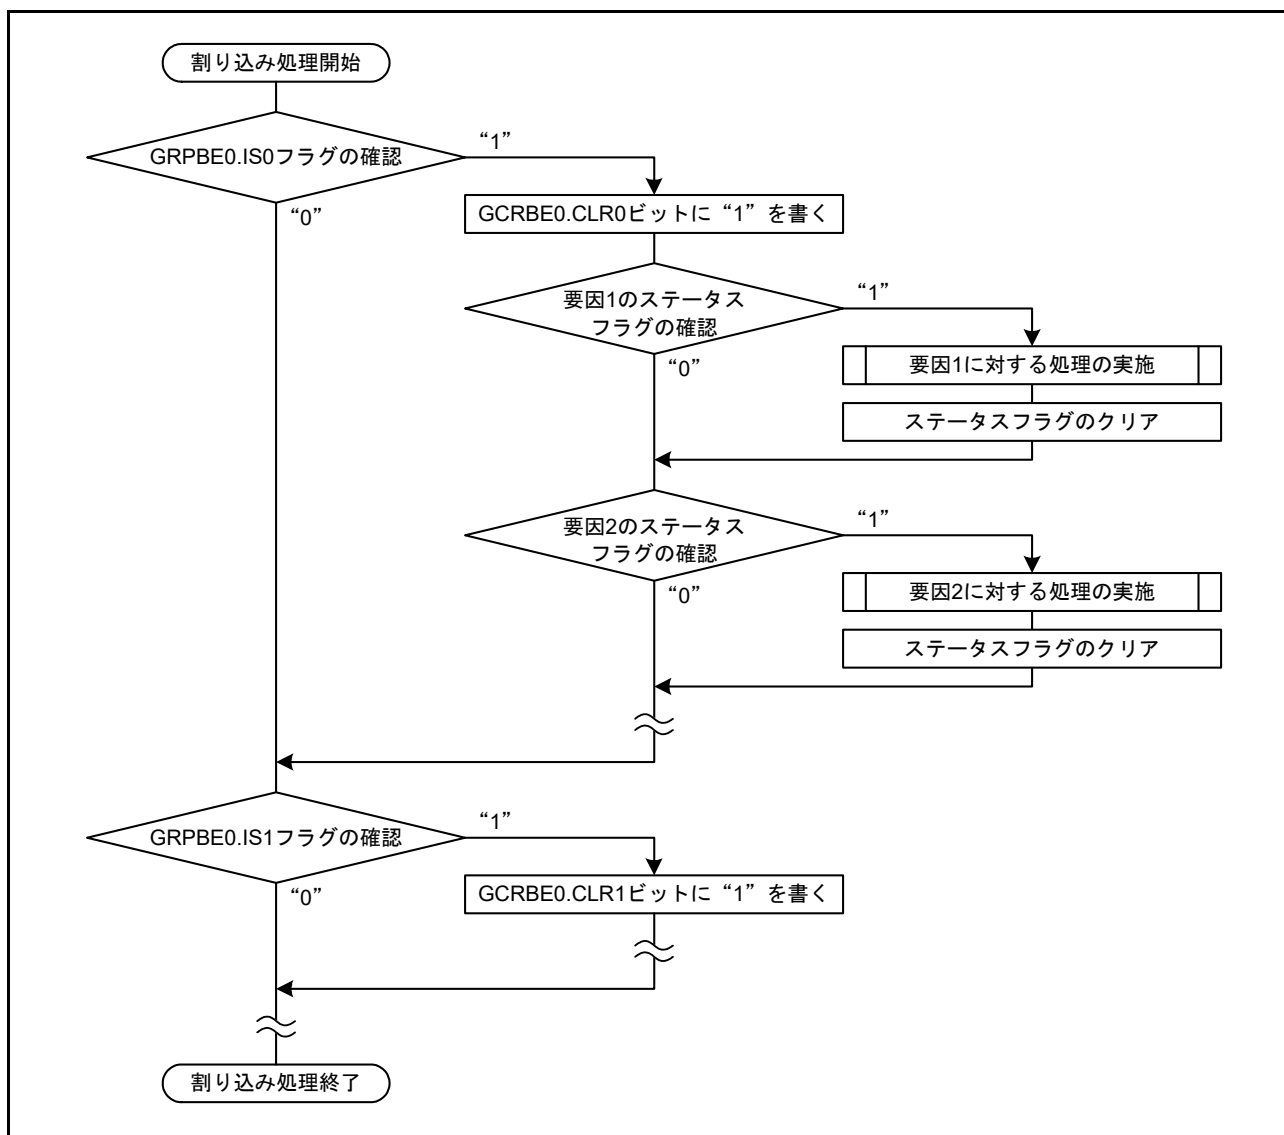 割り込み処理開始
GRPBE0.IS0フラグの確認
“1”
“0”
GCRBE0.CLR0ビットに“1”を書く
要因1のステータス
フラグの確認
“1”
“0”
要因1に対する処理の実施
ステータスフラグのクリア
要因2のステータス
フラグの確認
“1”
“0”
要因2に対する処理の実施
ステータスフラグのクリア
GRPBE0.IS1フラグの確認
“1”
“0”
GCRBE0.CLR1ビットに“1”を書く
割り込み処理終了